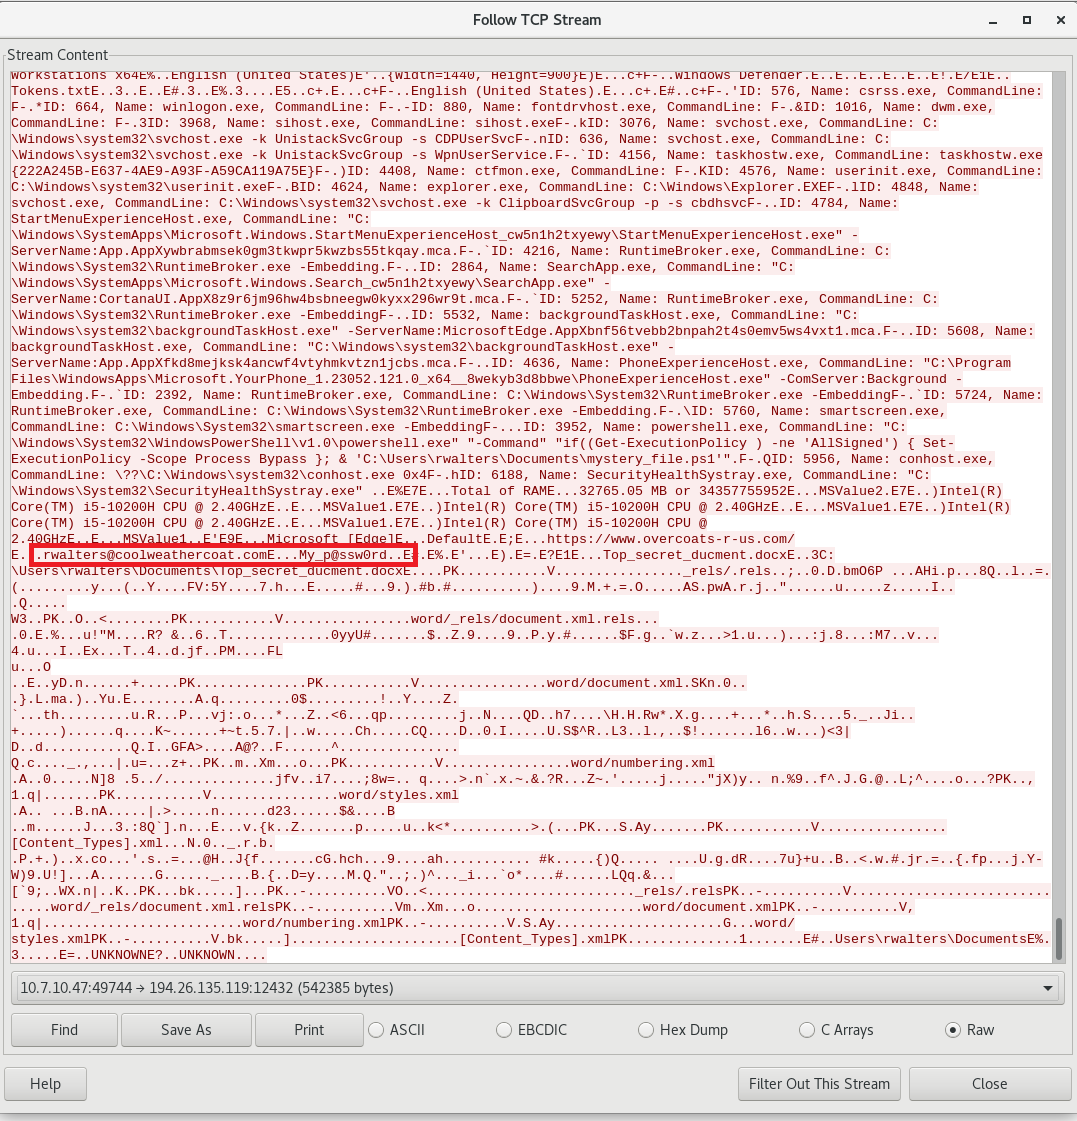 Follow TCP Stream
Stream Content
Workstations x64E%..English (United States)E'..{Width=1440, Height=900}E)E...c+F-..Windows Defender.E..E..E..E..E..E!.E/E1E..
Tokens.txtE..3..E..E#.3..E%.3....E5..c+.E...c+F-..English (United States).E...c+.E#..c+F-.'ID: 576, Name: csrss.exe, CommandLine:
F-.*ID: 664, Name: winlogon.exe, CommandLine: F-.-ID: 880, Name: fontdrvhost.exe, CommandLine: F-.&ID: 1016, Name: dwm.exe,
CommandLine: F-.3ID: 3968, Name: sihost.exe, CommandLine: sihost.exeF-.kID: 3076, Name: svchost.exe, CommandLine: C:
\Windows\system32\svchost.exe -k UnistackSvcGroup -s CDPUserSvcF-.nID: 636, Name: svchost.exe, CommandLine: C:
\Windows\system32\svchost.exe -k UnistackSvcGroup -s WpnUserService.F-.`ID: 4156, Name: taskhostw.exe, CommandLine: taskhostw.exe
{222A245B-E637-4AE9-A93F-A59CA119A75E}F-.)ID: 4408, Name: ctfmon.exe, CommandLine: F-.KID: 4576, Name: userinit.exe, CommandLine:
C:\Windows\system32\userinit.exeF-.BID: 4624, Name: explorer.exe, CommandLine: C:\Windows\Explorer.EXEF-.lID: 4848, Name:
svchost.exe, CommandLine: C:\Windows\system32\svchost.exe -k ClipboardSvcGroup -p -s cbdhsvcF-..ID: 4784, Name:
StartMenuExperienceHost.exe, CommandLine: "C:
\Windows\SystemApps\Microsoft.Windows.StartMenuExperienceHost_cw5n1h2txyewy\StartMenuExperienceHost.exe" -
ServerName:App.AppXywbrabmsek0gm3tkwpr5kwzbs55tkqay.mca.F-.`ID: 4216, Name: RuntimeBroker.exe, CommandLine: C:
\Windows\System32\RuntimeBroker.exe -Embedding.F-..ID: 2864, Name: SearchApp.exe, CommandLine: "C:
\Windows\SystemApps\Microsoft.Windows.Search_cw5n1h2txyewy\SearchApp.exe" -
ServerName:CortanaUI.AppX8z9r6jm96hw4bsbneegw0kyxx296wr9t.mca.F-.`ID: 5252, Name: RuntimeBroker.exe, CommandLine: C:
\Windows\System32\RuntimeBroker.exe -EmbeddingF-..ID: 5532, Name: backgroundTaskHost.exe, CommandLine: "C:
\Windows\system32\backgroundTaskHost.exe" -ServerName:MicrosoftEdge.AppXbnf56tvebb2bnpah2t4s0emv5ws4vxt1.mca.F-..ID: 5608, Name:
backgroundTaskHost.exe, CommandLine: "C:\Windows\system32\backgroundTaskHost.exe" -
ServerName:App.AppXfkd8mejksk4ancwf4vtyhmkvtzn1jcbs.mca.F-..ID: 4636, Name: PhoneExperienceHost.exe, CommandLine: "C:\Program
Files\WindowsApps\Microsoft.YourPhone_1.23052.121.0_x64__8wekyb3d8bbwe\PhoneExperienceHost.exe" -ComServer:Background -
Embedding.F-.`ID: 2392, Name: RuntimeBroker.exe, CommandLine: C:\Windows\System32\RuntimeBroker.exe -EmbeddingF-.`ID: 5724, Name:
RuntimeBroker.exe, CommandLine: C:\Windows\System32\RuntimeBroker.exe -Embedding.F-.\ID: 5760, Name: smartscreen.exe,
CommandLine: C:\Windows\System32\smartscreen.exe -EmbeddingF-...ID: 3952, Name: powershell.exe, CommandLine: "C:
\Windows\System32\WindowsPowerShell\v1.0\powershell.exe" "-Command" "if((Get-ExecutionPolicy ) -ne 'AllSigned') { Set-
ExecutionPolicy -Scope Process Bypass }; & 'C:\Users\rwalters\Documents\mystery_file.ps1'".F-.QID: 5956, Name: conhost.exe,
CommandLine: \??\C:\Windows\system32\conhost.exe 0x4F-.hID: 6188, Name: SecurityHealthSystray.exe, CommandLine: "C:
\Windows\System32\SecurityHealthSystray.exe" ..E%E7E...Total of RAME...32765.05 MB or 34357755952E...MSValue2.E7E..)Intel(R)
Core(TM) i5-10200H CPU @ 2.40GHzE..E...MSValue1.E7E..)Intel(R) Core(TM) i5-10200H CPU @ 2.40GHzE..E...MSValue1.E7E..)Intel(R)
Core(TM) i5-10200H CPU @ 2.40GHzE..E...MSValue1.E7E..)Intel(R) Core(TM) i5-10200H CPU @
2.40GHzE..E...MSValue1..E'E9E...Microsoft [Edge]E...DefaultE.E;E...https://www.overcoats-r-us.com/
E...rwalters@coolweathercoat.comE...My_p@ssw0rd..E#.E%.E'...E).E=.E?E1E...Top_secret_ducment.docxE..3C:
\Users\rwalters\Documents\Top_secret_ducment.docxE....PK...........V................_rels/.rels..;..0.D.bmO6P ...AHi.p...8Q..l..=.
(.........y...(..Y....FV:5Y....7.h...E.....#...9.).#b.#..........)....9.M.+.=.O.....AS.pwA.r.j.."......u.....z.....I..
.Q.....
W3..PK..O..<........PK...........V................word/_rels/document.xml.rels...
.0.E.%...u!"M....R? &..6..T.............0yyU#.......$..Z.9....9..P.y.#......$F.g..`w.z...>1.u...)...:j.8...:M7..v...
4.u...I..Ex...T..4..d.jf..PM....FL
u...O
..E..yD.n......+.....PK.............PK...........V................word/document.xml.SKn.0..
.}.L.ma.)..Yu.E........A.q.........0$.........!..Y....Z.
`...th.........u.R...P...vj:.o...*...Z..<6...qp.........j..N....QD..h7....\H.H.Rw*.X.g....+...*..h.S....5._..Ji..
+.....)......q....K~......+~t.5.7.|..w.....Ch.....CQ....D..0.I.....U.S$^R..L3..l.,..$!.......l6..w...)<3|
D..d...........Q.I..GFA>....A@?..F......^...............
Q.c...._.,...|.u=...z+..PK..m..Xm...o...PK...........V................word/numbering.xml
.A..0.....N]8 .5../..............jfv..i7....;8w=.. q....>.n`.x.~.&.?R...Z~.'.....j....."jX)y.. n.%9..f^.J.G.@..L;^....o...?PK..,
1.q|.......PK...........V................word/styles.xml
.A.. ...B.nA.....|.>.....n......d23......$&....B
..m......J...3.:8Q`].n...E...v.{k..Z.......p.....u..k<*..........>.(...PK...S.Ay.......PK...........V................
[Content_Types].xml...N.0.._.r.b.
.P.+.)..x.co...'.s..=...@H..J{f.......cG.hch...9....ah.......... #k.....{)Q..... ....U.g.dR....7u}+u..B..<.w.#.jr.=..{.fp...j.Y-
W)9.U!]...A.......G......_....B.{..D=y....M.Q."..;.)^..._i...`o*....#......LQq.&...
[`9;..WX.n|..K..PK...bk.....]...PK..-..........VO..<.........................._rels/.relsPK..-..........V.........................
.....word/_rels/document.xml.relsPK..-..........Vm..Xm...o.....................word/document.xmlPK..-..........V,
1.q|.........................word/numbering.xmlPK..-..........V.S.Ay.....................G...word/
styles.xmlPK..-..........V.bk.....].....................[Content_Types].xmlPK.............1.......E#..Users\rwalters\DocumentsE%.
3.....E=..UNKNOWNE?..UNKNOWN....
10.7.10.47:49744 → 194.26.135.119:12432 (542385 bytes)
Find Save As Print ASCII EBCDIC Hex Dump C Arrays Raw
Help Filter Out This Stream Close